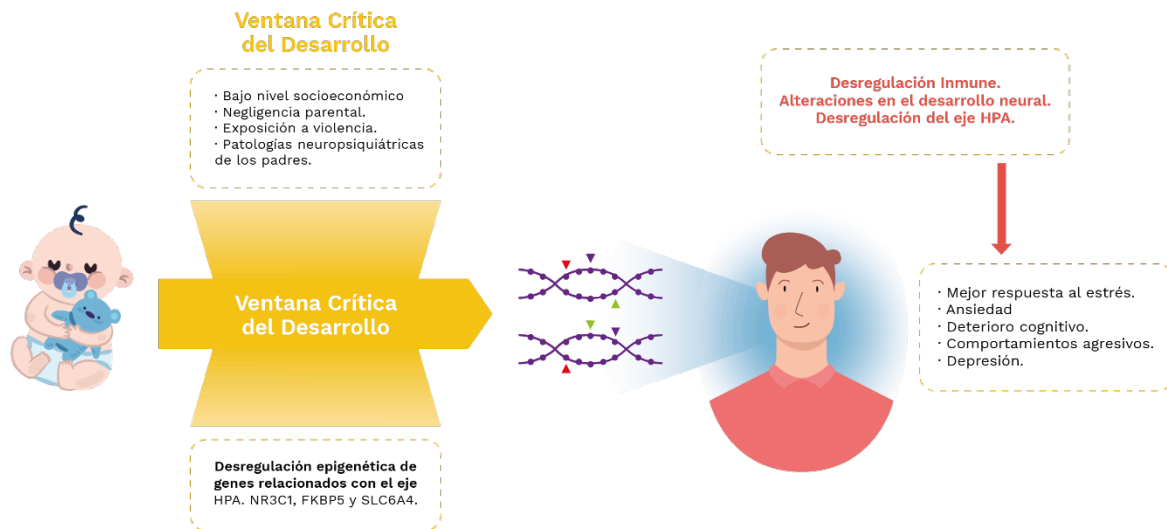 Ventana Crítica
del Desarrollo
· Bajo nivel socioeconómico
· Negligencia parental.
· Exposición a violencia.
· Patologías neuropsiquiátricas
de los padres.
Ventana Crítica
del Desarrollo
Desregulación epigenética de
genes relacionados con el eje
HPA. NR3C1, FKBP5 y SLC6A4.
Desregulación Inmune.
Alteraciones en el desarrollo neural.
Desregulación del eje HPA.
· Mejor respuesta al estrés.
· Ansiedad
· Deterioro cognitivo.
· Comportamientos agresivos.
· Depresión.